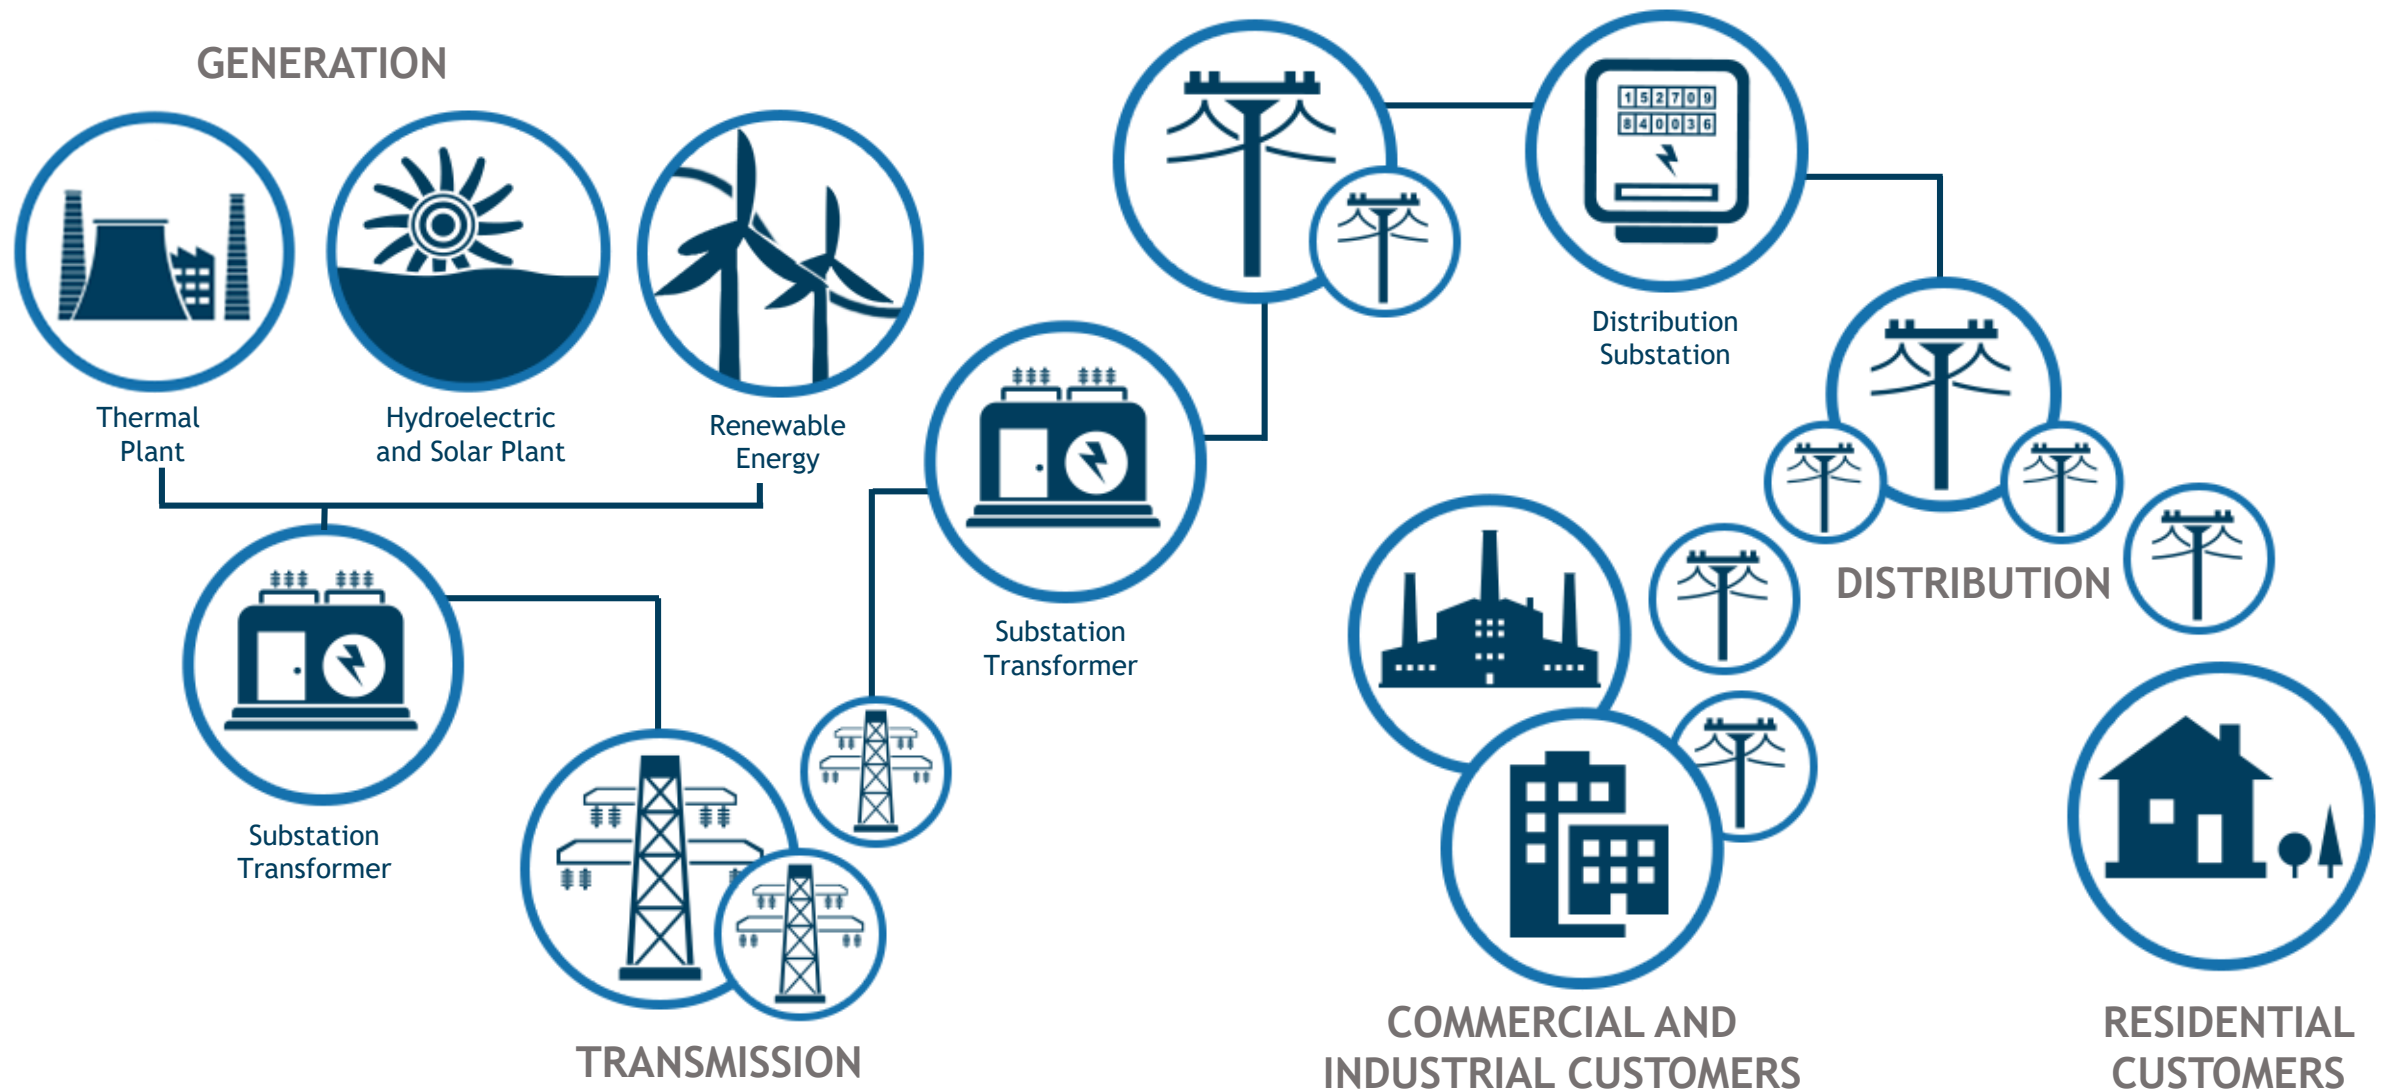 GENERATION
Thermal
Plant
Hydroelectric
and Solar Plant
Renewable
Energy
Substation
Transformer
TRANSMISSION
Substation
Transformer
152709
840036
Distribution
Substation
DISTRIBUTION
COMMERCIAL AND
INDUSTRIAL CUSTOMERS
RESIDENTIAL
CUSTOMERS